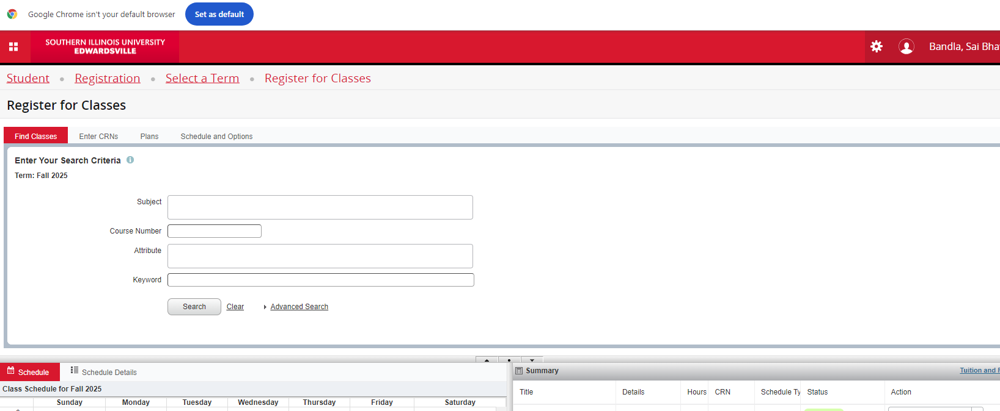 Google Chrome isn't your default browser Set as default
SOUTHERN ILLINOIS UNIVERSITY
EDWARDSVILLE
Bandla, Sai
Student • Registration • Select a Term • Register for Classes
Register for Classes
Find Classes Enter CRNs Plans Schedule and Options
Enter Your Search Criteria
Term: Fall 2025
Subject
Course Number
Attribute
Keyword
Search Clear Advanced Search
Schedule Schedule Details
Class Schedule for Fall 2025
Sunday Monday Tuesday Wednesday Thursday Friday Saturday
Summary Tuition and
Title Details Hours CRN Schedule Ty Status Action